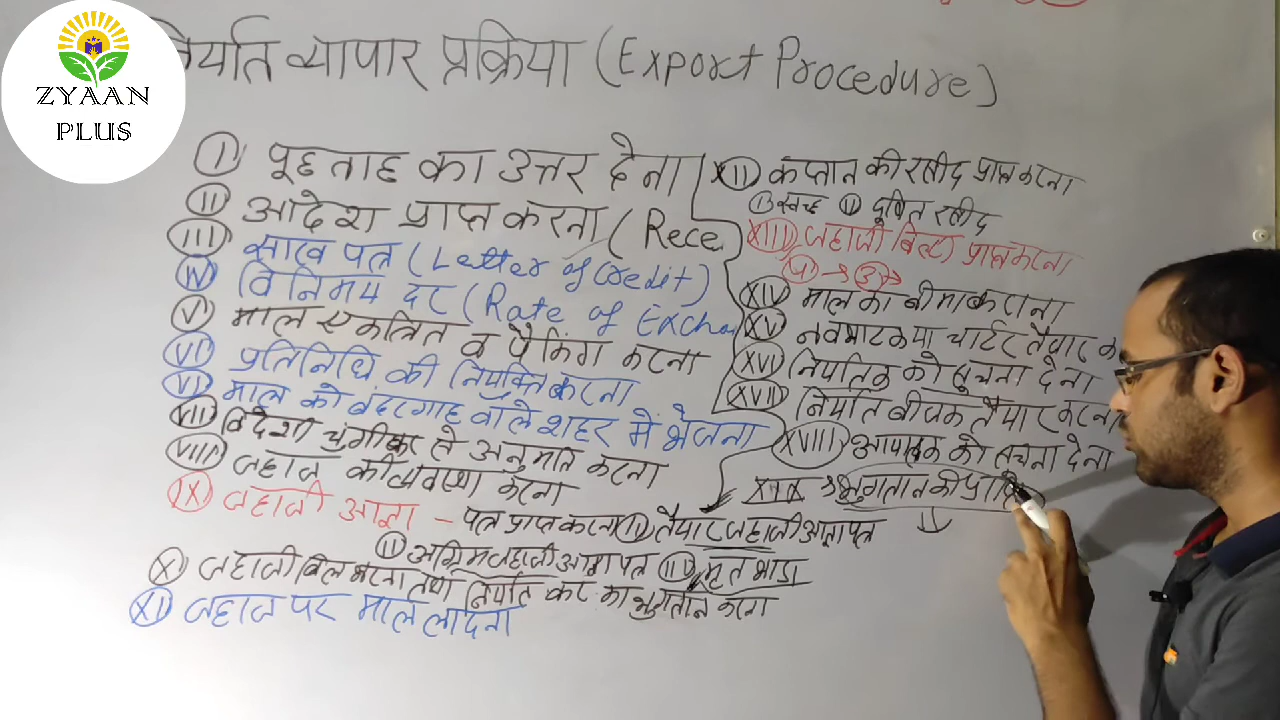 ZYAAN
PLUS
निर्यात व्यापार प्रक्रिया (Export Procedure)
I पूछताछ का उत्तर देना
II आदेश प्राप्त करना (Rece
III साख पत्र (Letter of Credit)
IV विनिमय दर (Rate of Excha
V माल एकत्रित व पैकिंग करना
VI प्रतिनिधि की नियुक्ति करना
VI माल को बंदरगाह वाले शहर में भेजना
VII विदेशी चुंगीकर से अनुमति करना
VIII जहाज की व्यवस्था करना
IX जहाजी आज्ञा - पत्र प्राप्त करना I तैयार जहाजी आज्ञा पत्र
II अग्रिम जहाजी आज्ञा पत्र III मृत भाड़ा
X जहाजी बिल भरना तथा निर्यात कर का भुगतान करना
XI जहाज पर माल लादना
XII कप्तान की रसीद प्राप्त करना
I स्वच्छ II दूषित रसीद
XIII जहाजी बिल्टी प्राप्त करना
XIV माल का बीमा कराना
XV नवभाटक या चार्टर तैयार क
XVI निर्यातक को सूचना देना
XVII निर्यात बीजक तैयार करना
XVIII आयातक को सूचना देना
XIX → भुगतान की